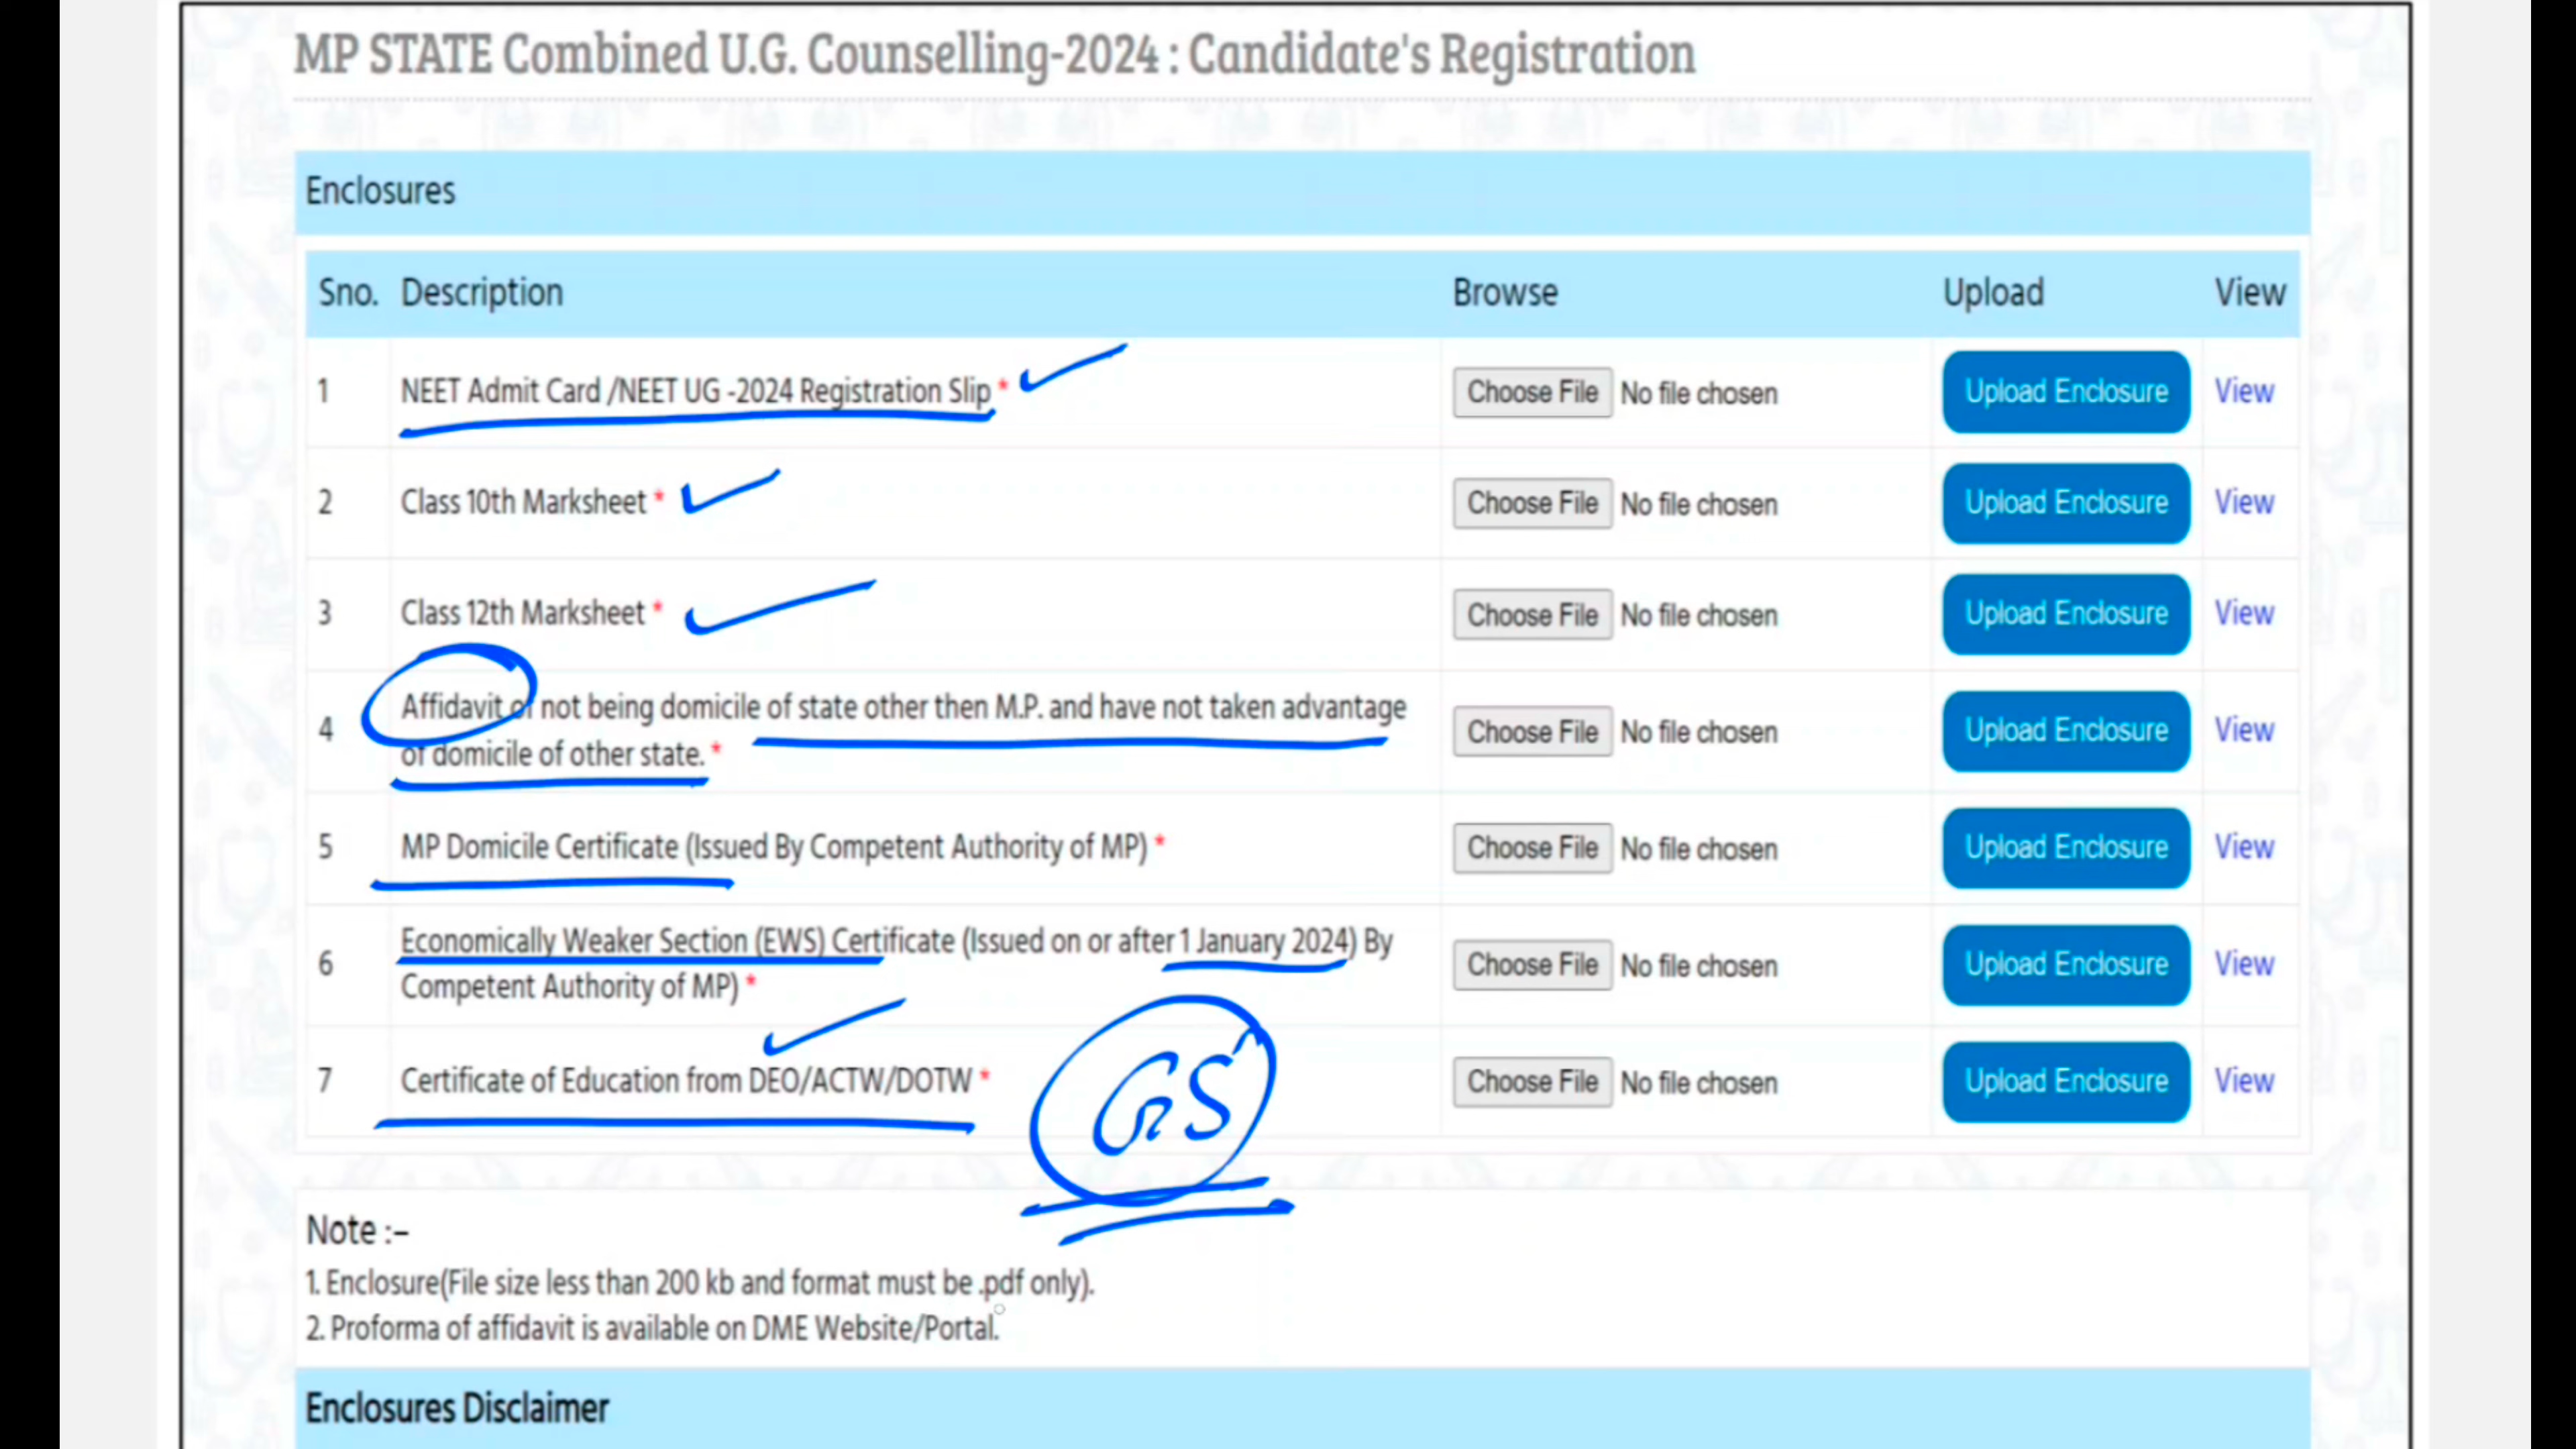 MP STATE Combined U.G. Counselling-2024 : Candidate's Registration
Enclosures
Sno. Description Browse Upload View
1 NEET Admit Card /NEET UG -2024 Registration Slip * Choose File No file chosen Upload Enclosure View
2 Class 10th Marksheet * Choose File No file chosen Upload Enclosure View
3 Class 12th Marksheet * Choose File No file chosen Upload Enclosure View
4 Affidavit of not being domicile of state other then M.P. and have not taken advantage
of domicile of other state. * Choose File No file chosen Upload Enclosure View
5 MP Domicile Certificate (Issued By Competent Authority of MP) * Choose File No file chosen Upload Enclosure View
6 Economically Weaker Section (EWS) Certificate (Issued on or after 1 January 2024) By
Competent Authority of MP) * Choose File No file chosen Upload Enclosure View
7 Certificate of Education from DEO/ACTW/DOTW * Choose File No file chosen Upload Enclosure View
GS
Note :–
1. Enclosure(File size less than 200 kb and format must be .pdf only).
2. Proforma of affidavit is available on DME Website/Portal.
Enclosures Disclaimer